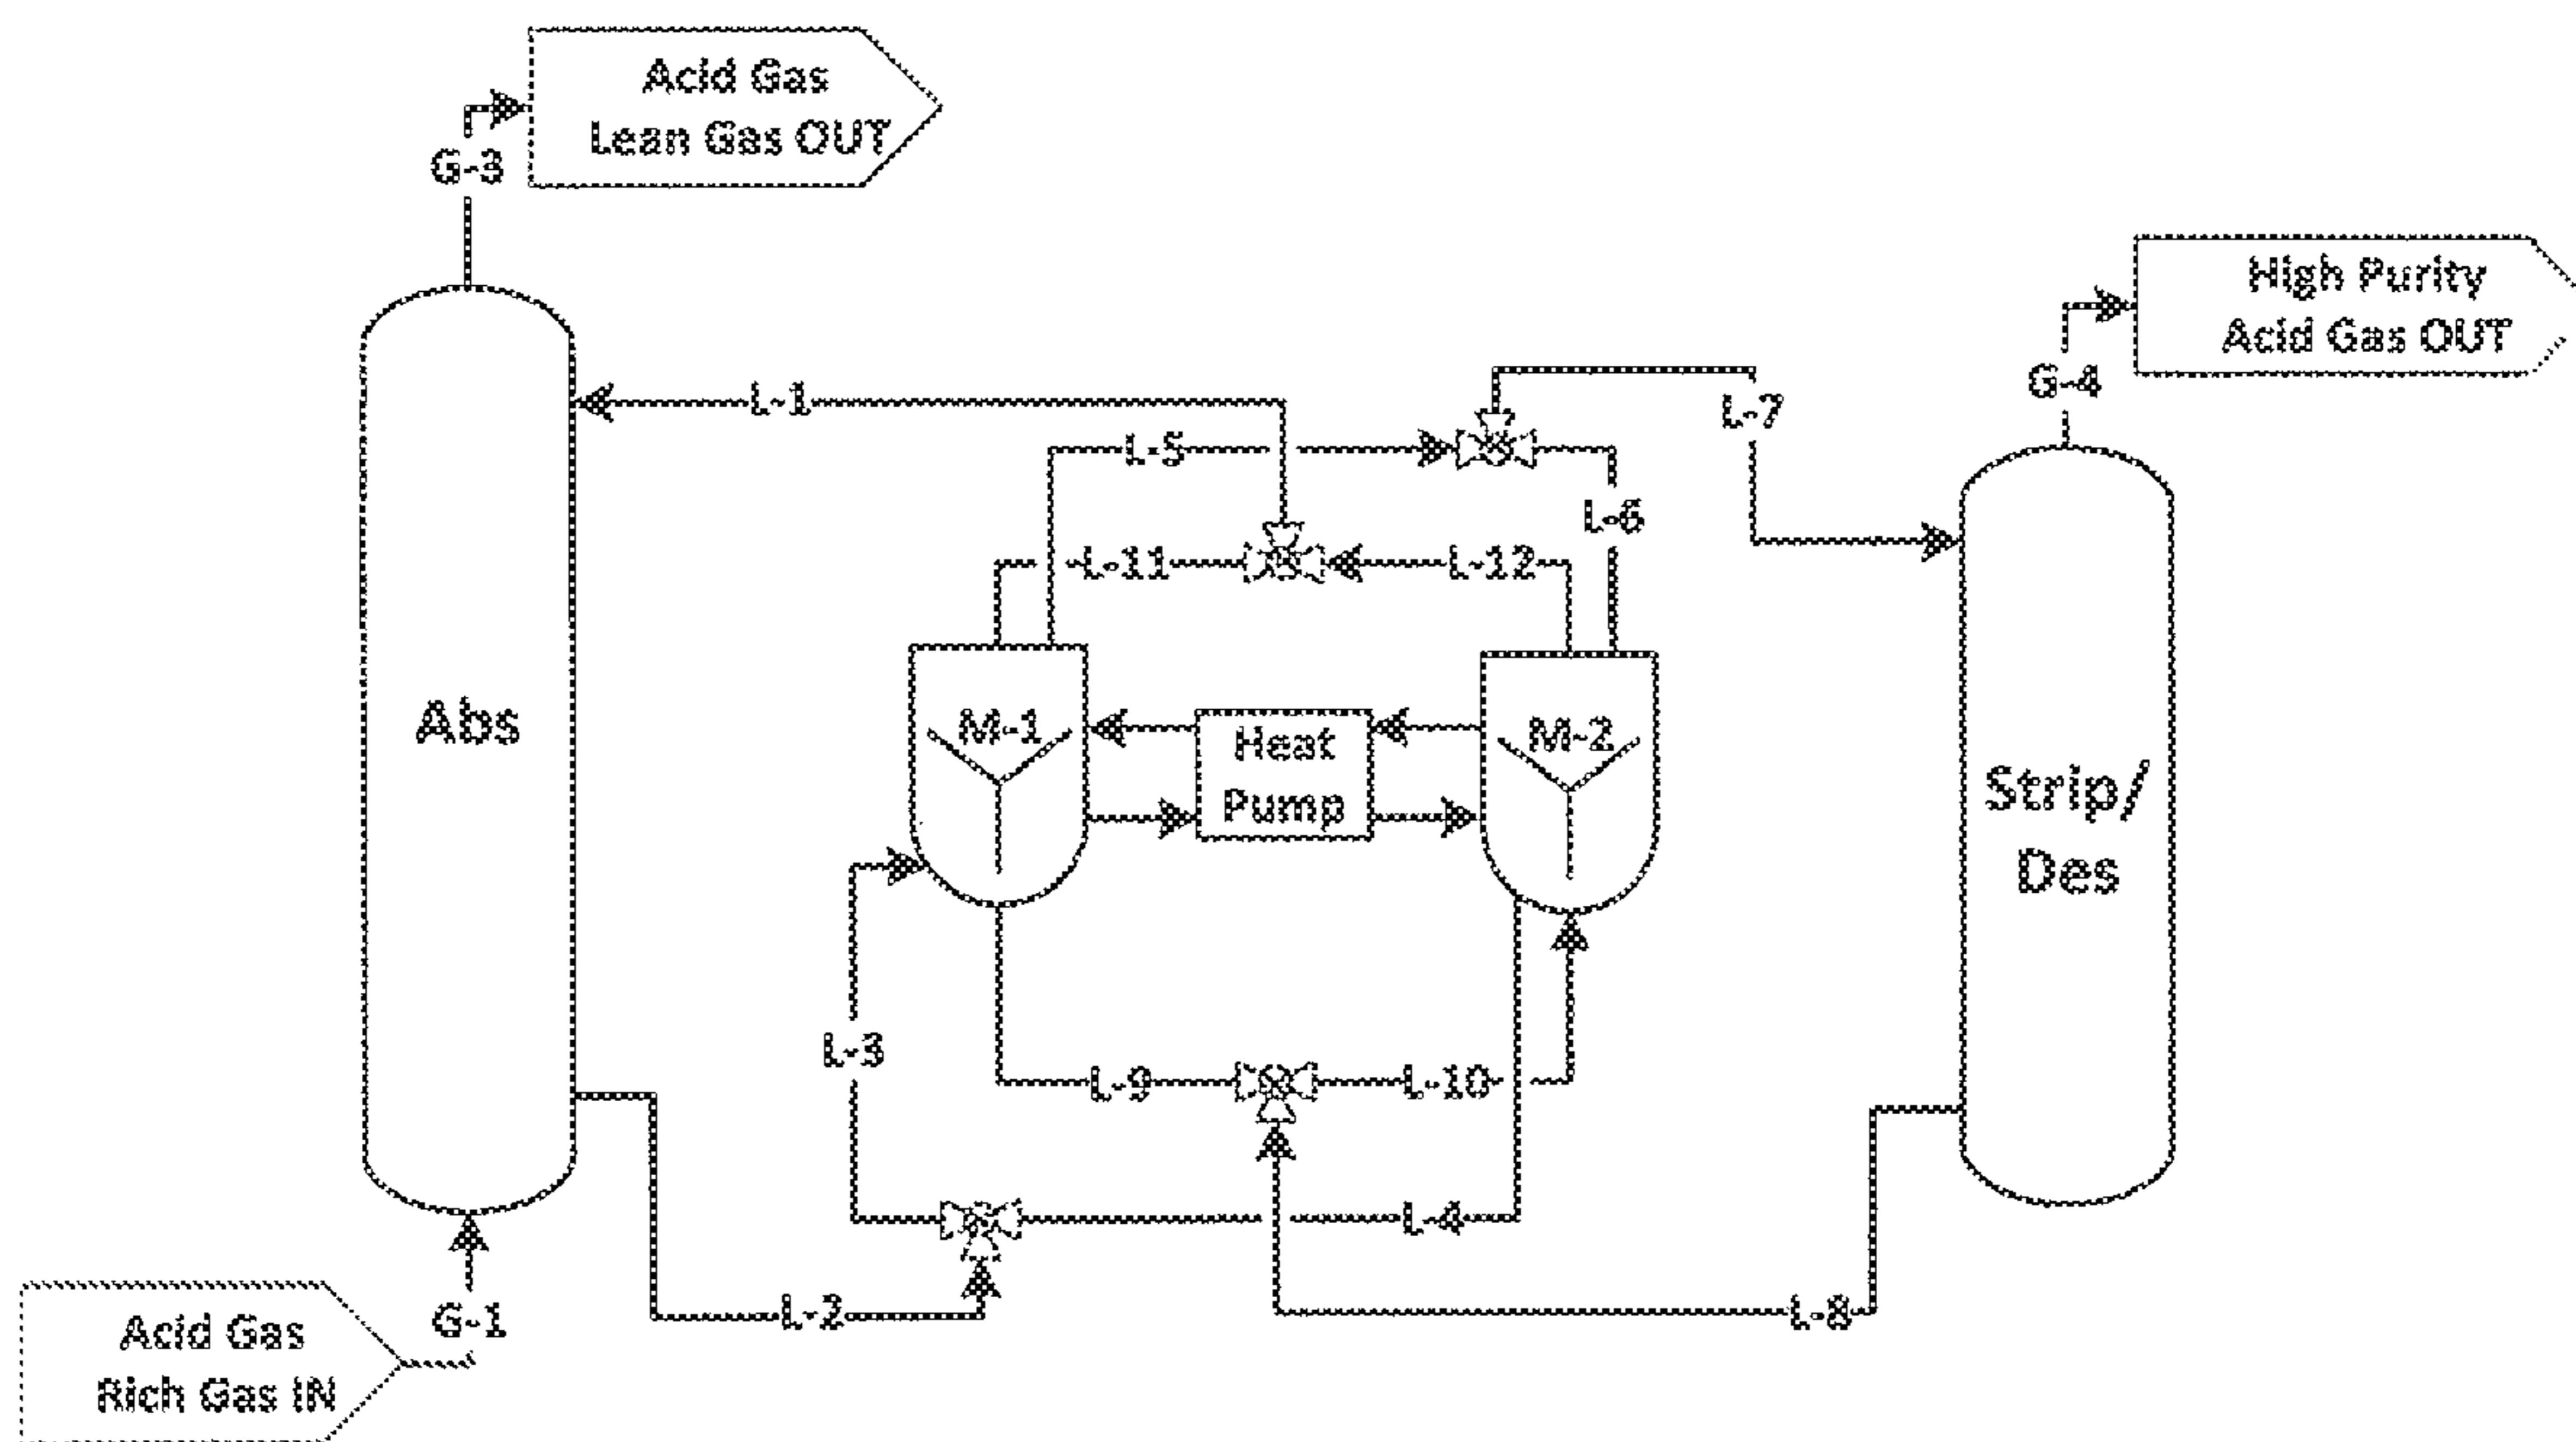 Acid Gas
Lean Gas OUT
G-3
High Purity
Acid Gas OUT
G-4
L-1
L-7
L-5
L-6
L-11
L-12
Abs
M-1
Heat
Pump
M-2
Strip/
Des
L-3
L-9
L-10
L-4
L-2
L-8
G-1
Acid Gas
Rich Gas IN